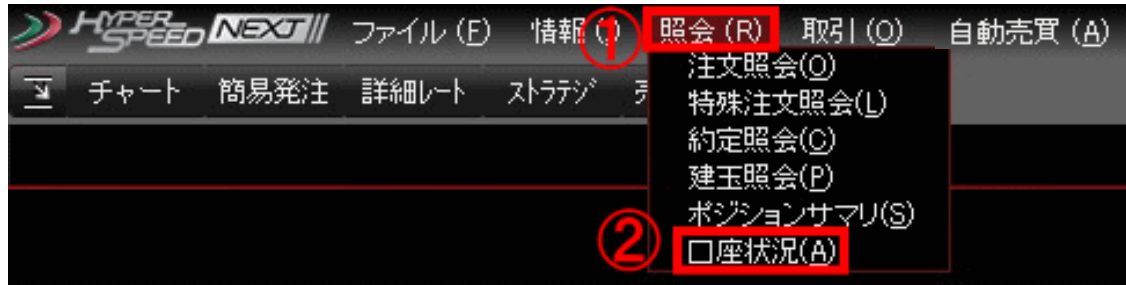 HYPER SPEED NEXT ファイル (F) 情報 (I) ① 照会 (R) 取引 (O) 自動売買 (A)
チャート 簡易発注 詳細レート ストラテジ
注文照会(O)
特殊注文照会(L)
約定照会(C)
建玉照会(P)
ポジションサマリ(S)
② 口座状況(A)